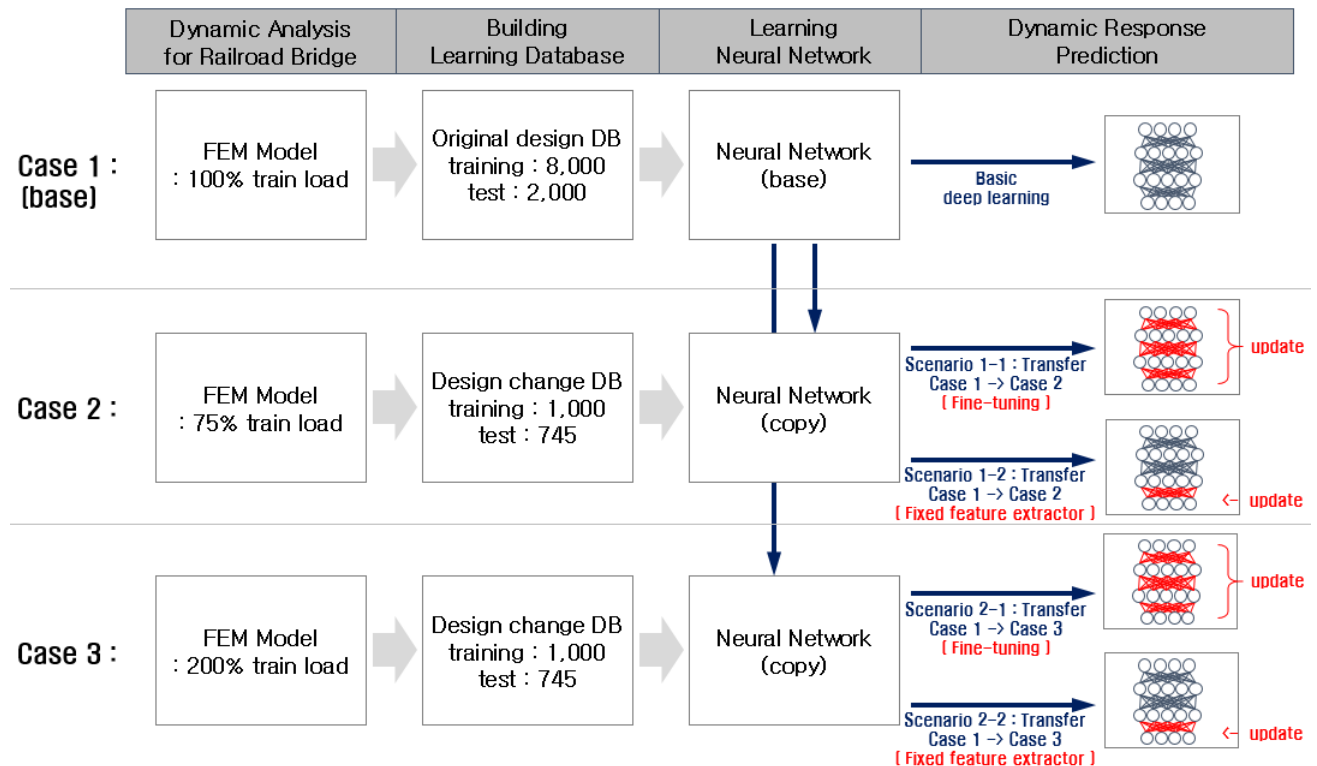 Dynamic Analysis
for Railroad Bridge
Building
Learning Database
Learning
Neural Network
Dynamic Response
Prediction
Case 1 :
(base)
FEM Model
: 100% train load
Original design DB
training : 8,000
test : 2,000
Neural Network
(base)
Basic
deep learning
Case 2 :
FEM Model
: 75% train load
Design change DB
training : 1,000
test : 745
Neural Network
(copy)
Scenario 1-1 : Transfer
Case 1 -> Case 2
( Fine-tuning )
update
Scenario 1-2 : Transfer
Case 1 -> Case 2
( Fixed feature extractor )
<- update
Case 3 :
FEM Model
: 200% train load
Design change DB
training : 1,000
test : 745
Neural Network
(copy)
Scenario 2-1 : Transfer
Case 1 -> Case 3
( Fine-tuning )
update
Scenario 2-2 : Transfer
Case 1 -> Case 3
( Fixed feature extractor )
<- update